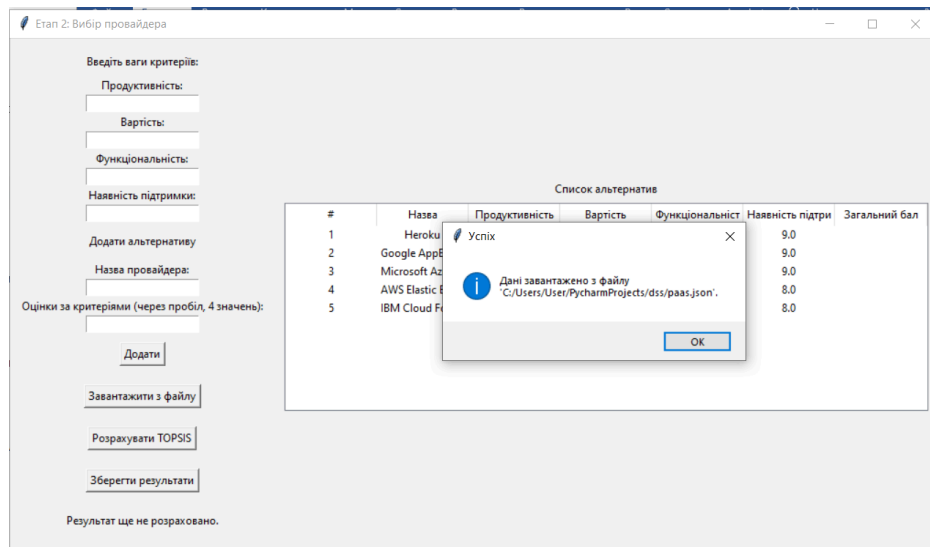 Етап 2: Вибір провайдера
Введіть ваги критеріїв:
Продуктивність:
Вартість:
Функціональність:
Наявність підтримки:
Додати альтернативу
Назва провайдера:
Оцінки за критеріями (через пробіл, 4 значень):
Додати
Завантажити з файлу
Розрахувати TOPSIS
Зберегти результати
Результат ще не розраховано.
Список альтернатив
# Назва Продуктивність Вартість Функціональніст Наявність підтри Загальний бал
1 Heroku 9.0
2 Google AppE 9.0
3 Microsoft Az 9.0
4 AWS Elastic 8.0
5 IBM Cloud F 8.0
Успіх
Дані завантажено з файлу
'C:/Users/User/PycharmProjects/dss/paas.json'.
OK